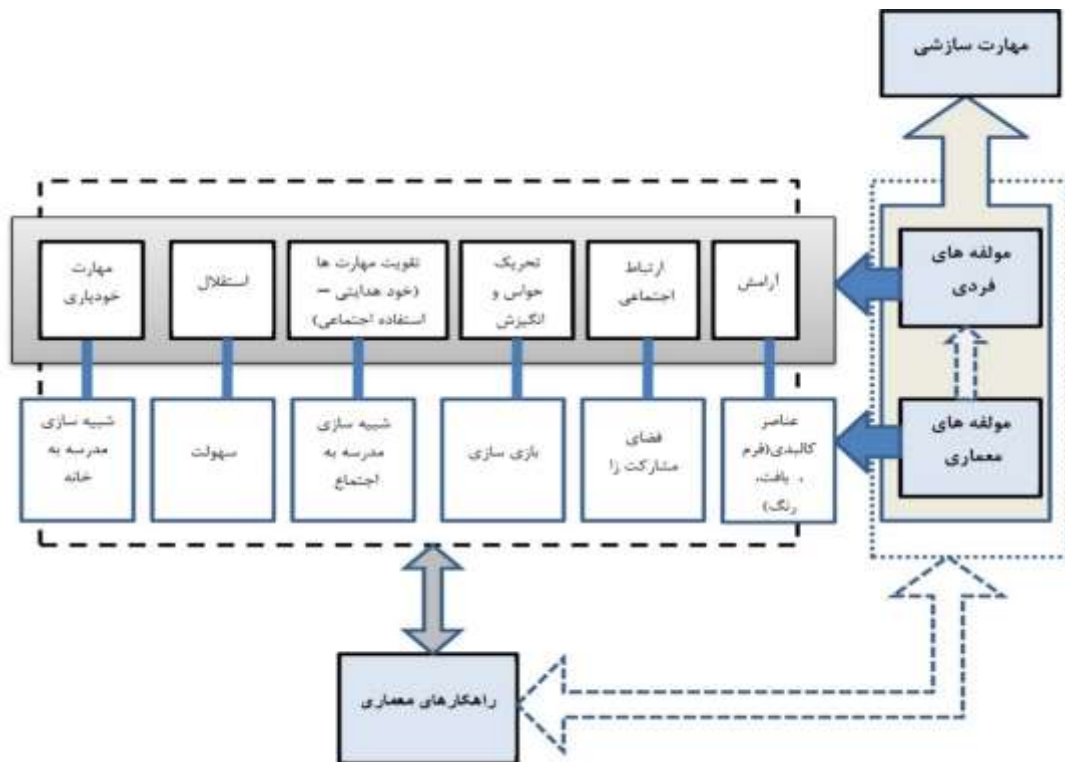 مهارت سازشی
مولفه های
فردی
آرامش
ارتباط
اجتماعی
تحریک
حواس و
انگیزش
تقویت مهارت ها
(خود هدایتی –
استفاده اجتماعی)
استقلال
مهارت
خودیاری
مولفه های
معماری
عناصر
کالبدی(فرم
، بافت،
رنگ)
فضای
مشارکت زا
بازی سازی
شبیه سازی
مدرسه به
اجتماع
سهولت
شبیه سازی
مدرسه به
خانه
راهکارهای معماری